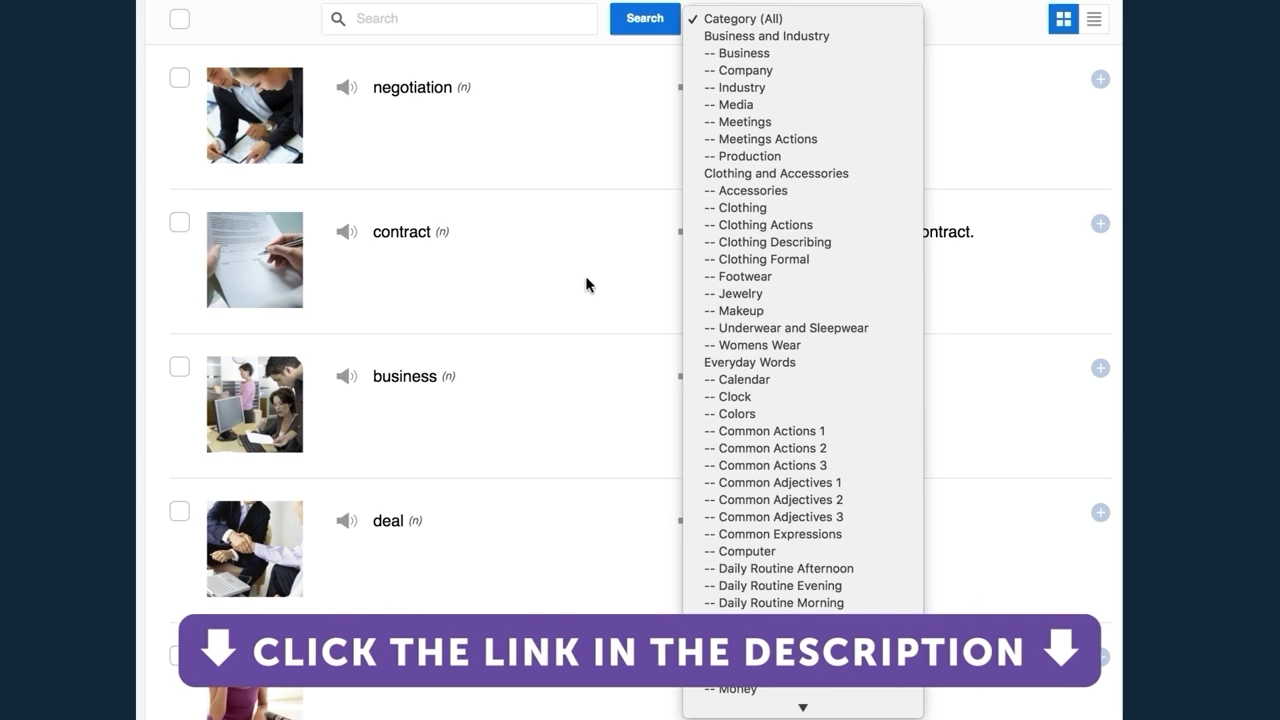 Search
Search
✓ Category (All)
Business and Industry
-- Business
-- Company
-- Industry
-- Media
-- Meetings
-- Meetings Actions
-- Production
Clothing and Accessories
-- Accessories
-- Clothing
-- Clothing Actions
-- Clothing Describing
-- Clothing Formal
-- Footwear
-- Jewelry
-- Makeup
-- Underwear and Sleepwear
-- Womens Wear
Everyday Words
-- Calendar
-- Clock
-- Colors
-- Common Actions 1
-- Common Actions 2
-- Common Actions 3
-- Common Adjectives 1
-- Common Adjectives 2
-- Common Adjectives 3
-- Common Expressions
-- Computer
-- Daily Routine Afternoon
-- Daily Routine Evening
-- Daily Routine Morning
-- Money
negotiation (n)
contract (n)
ontract.
business (n)
deal (n)
CLICK THE LINK IN THE DESCRIPTION